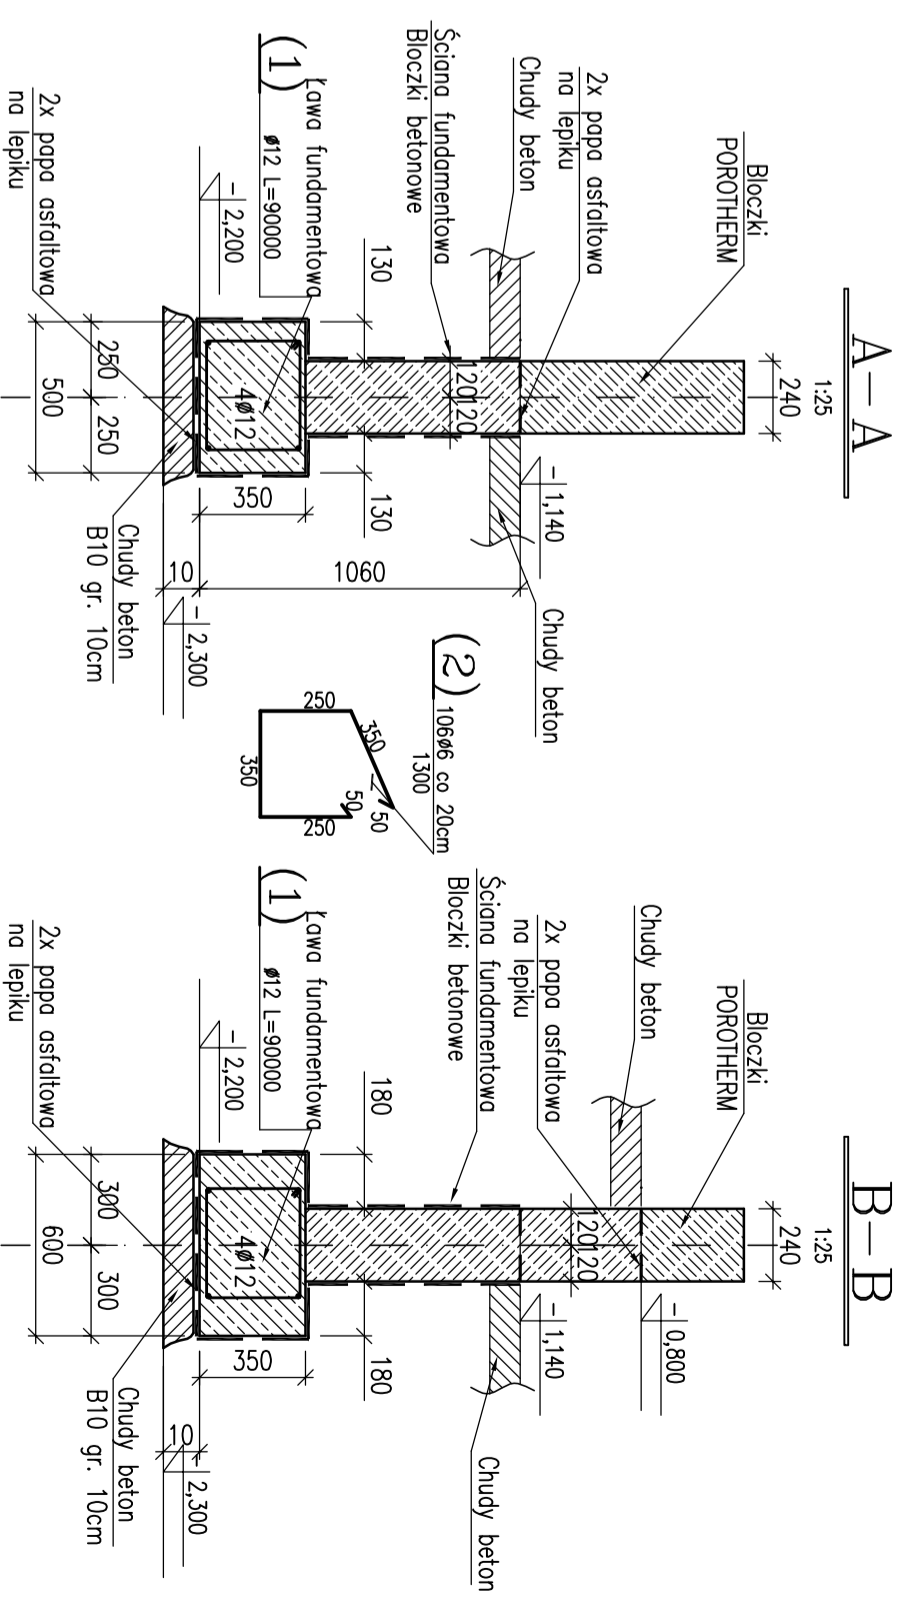 A-A
1:25
240
Bloczki
POROTHERM
2x papa asfaltowa
na lepiku
Chudy beton
Ściana fundamentowa
Bloczki betonowe
120
120
- 1,140
Chudy beton
130
130
Ława fundamentowa
(1)
ø12 L=90000
4ø12
350
1060
- 2,200
10
- 2,300
Chudy beton
B10 gr. 10cm
250
250
500
2x papa asfaltowa
na lepiku
(2)
106ø6 co 20cm
1300
250
350
50
50
350
250
B-B
1:25
240
Bloczki
POROTHERM
- 0,800
Chudy beton
2x papa asfaltowa
na lepiku
120
120
- 1,140
Ściana fundamentowa
Bloczki betonowe
Chudy beton
180
180
Ława fundamentowa
(1)
ø12 L=90000
4ø12
350
- 2,200
10
- 2,300
Chudy beton
B10 gr. 10cm
300
300
600
2x papa asfaltowa
na lepiku